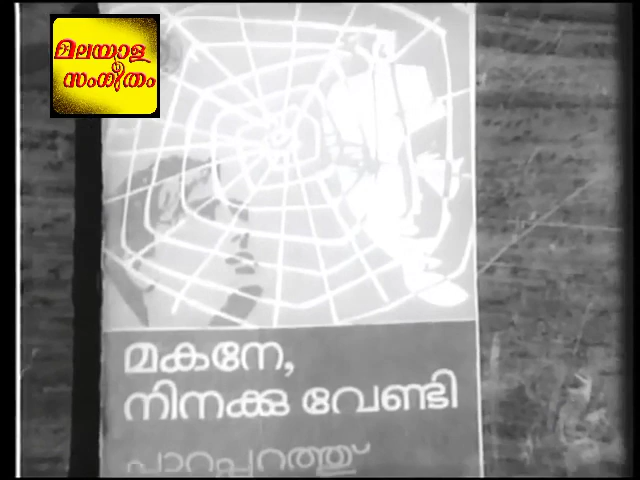 മലയാള
സംഗീതം
മകനേ,
നിനക്കു വേണ്ടി
പാറപ്പുറത്ത്